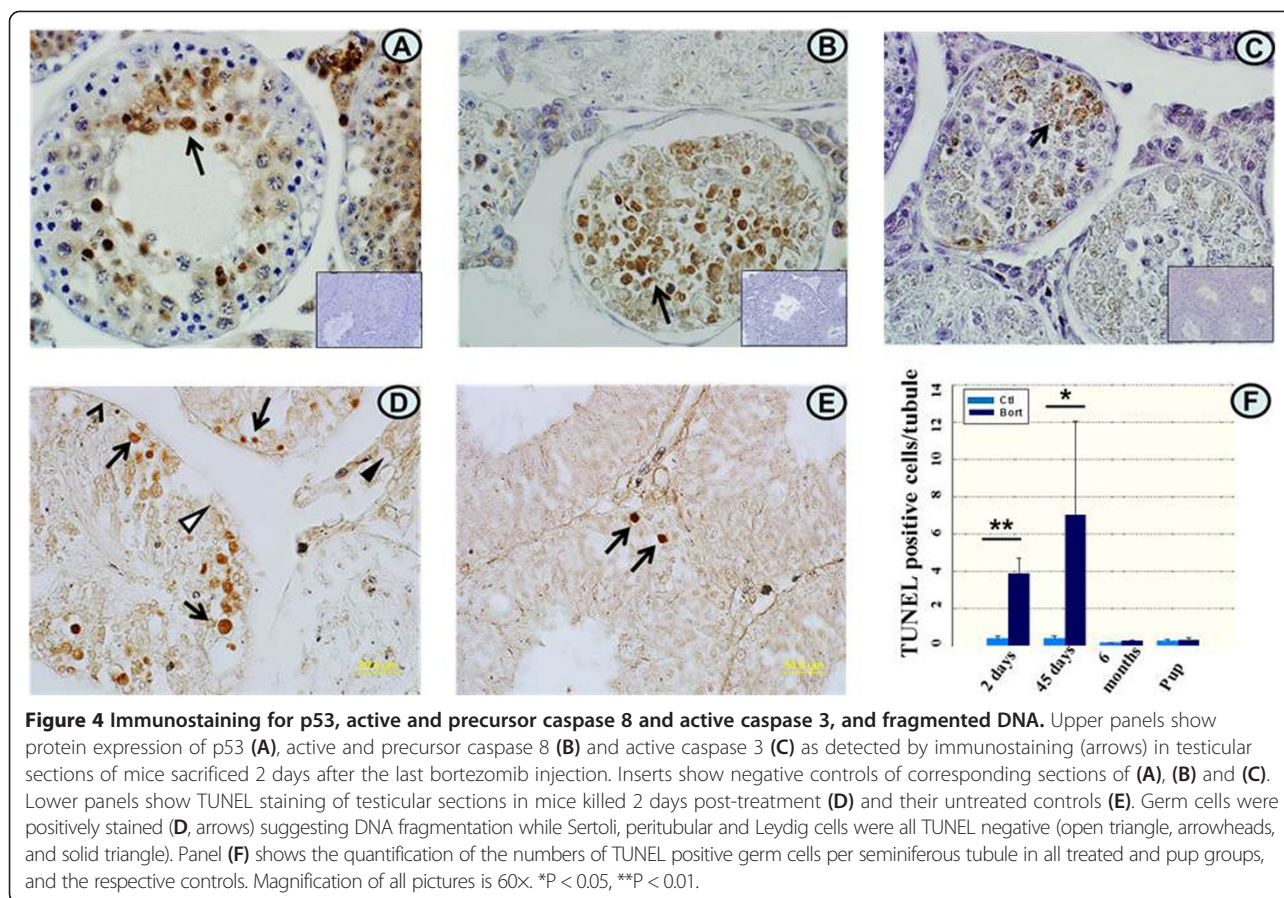 A
B
C
D
E
F
14
12
10
8
6
4
2
0
TUNEL positive cells/tubule
Ctl
Bort
**
*
2 days
45 days
6 months
Pup
Figure 4 Immunostaining for p53, active and precursor caspase 8 and active caspase 3, and fragmented DNA. Upper panels show
protein expression of p53 (A), active and precursor caspase 8 (B) and active caspase 3 (C) as detected by immunostaining (arrows) in testicular
sections of mice sacrificed 2 days after the last bortezomib injection. Inserts show negative controls of corresponding sections of (A), (B) and (C).
Lower panels show TUNEL staining of testicular sections in mice killed 2 days post-treatment (D) and their untreated controls (E). Germ cells were
positively stained (D, arrows) suggesting DNA fragmentation while Sertoli, peritubular and Leydig cells were all TUNEL negative (open triangle, arrowheads,
and solid triangle). Panel (F) shows the quantification of the numbers of TUNEL positive germ cells per seminiferous tubule in all treated and pup groups,
and the respective controls. Magnification of all pictures is 60×. *P < 0.05, **P < 0.01.